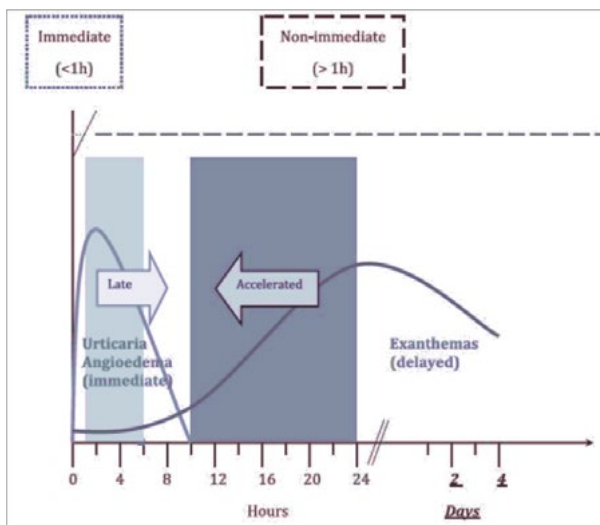 Immediate
(<1h)
Non-immediate
(> 1h)
Late
Accelerated
Urticaria
Angioedema
(immediate)
Exanthemas
(delayed)
0 4 8 12 16 20 24 2 4
Hours Days